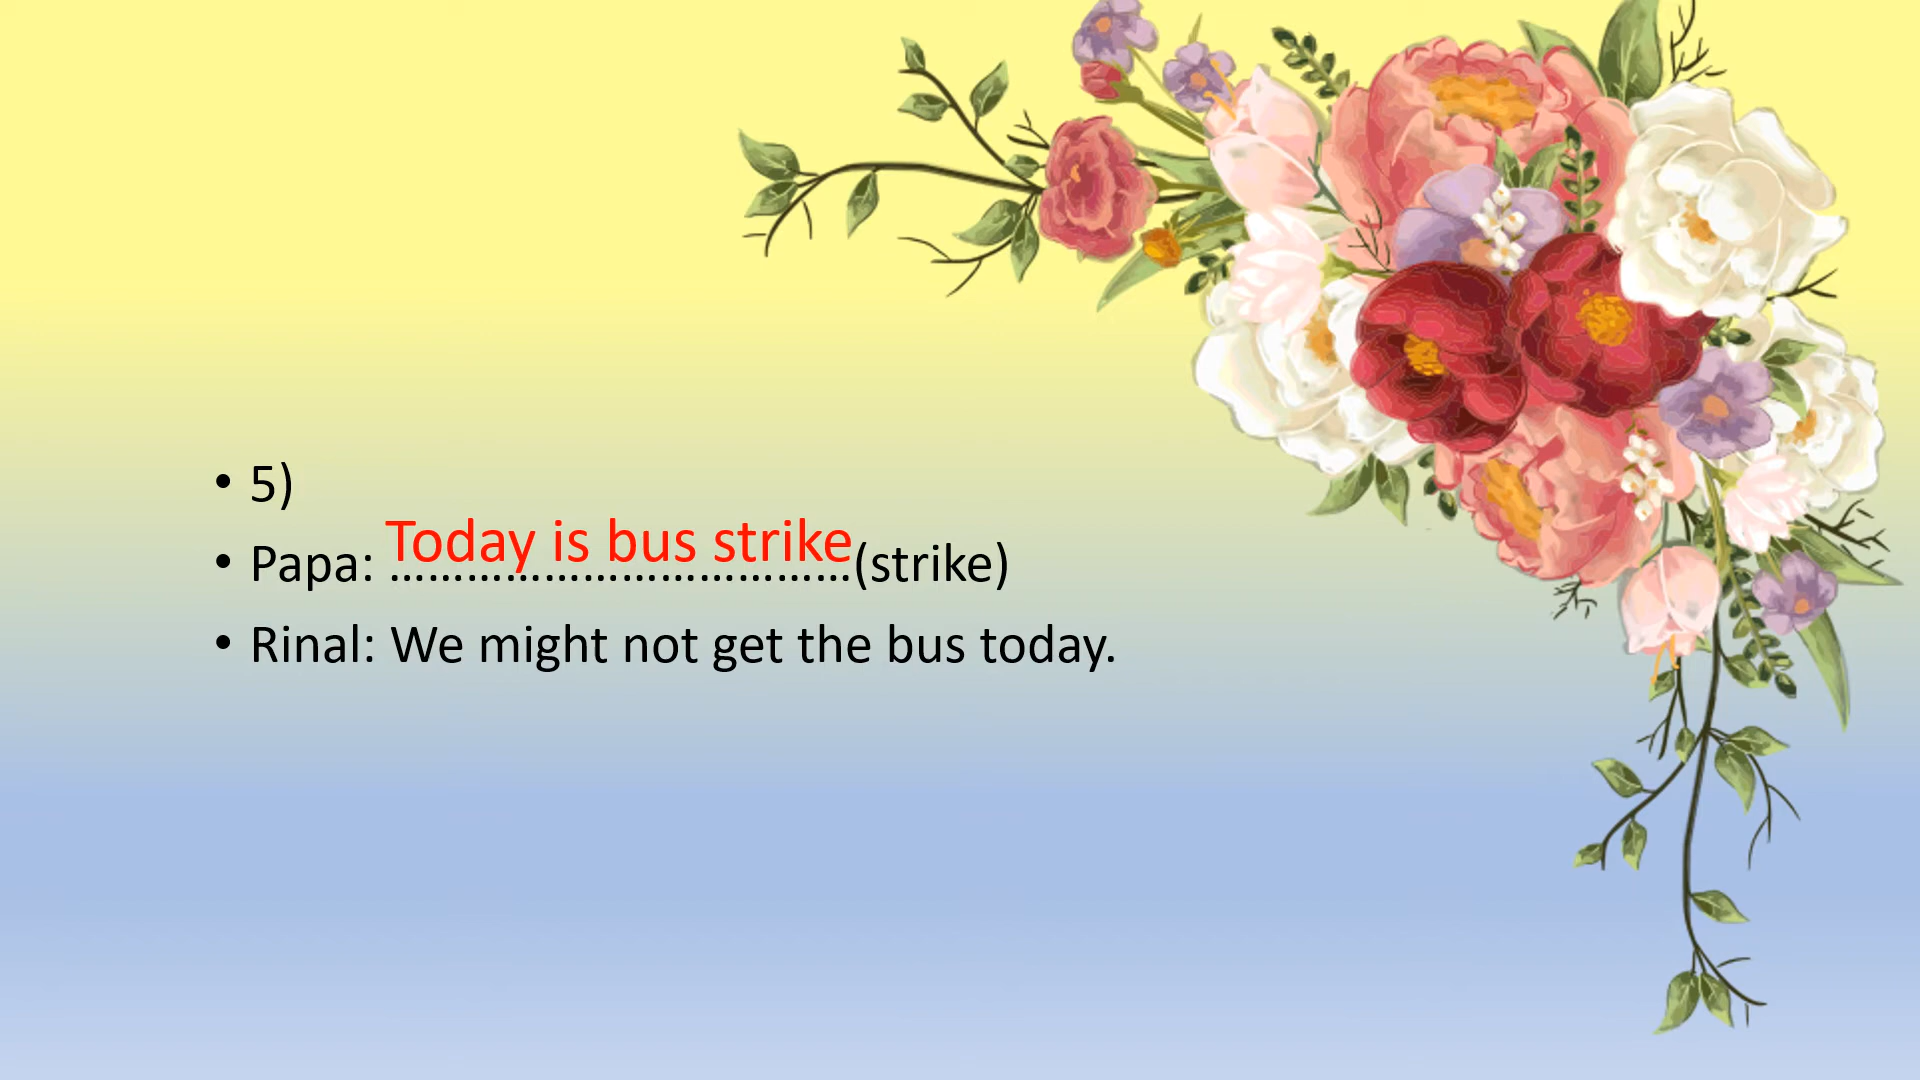 • 5)
• Papa: Today is bus strike ………………………………(strike)
• Rinal: We might not get the bus today.